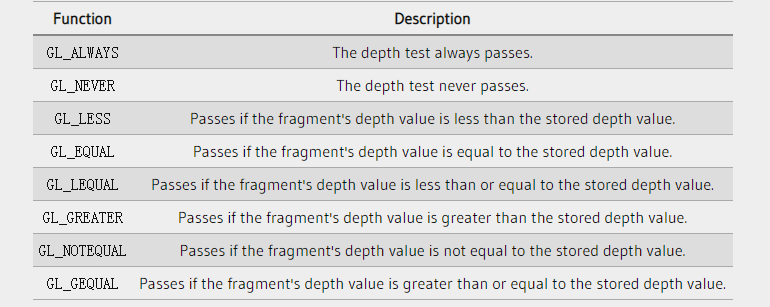 Function Description
GL_ALWAYS The depth test always passes.
GL_NEVER The depth test never passes.
GL_LESS Passes if the fragment's depth value is less than the stored depth value.
GL_EQUAL Passes if the fragment's depth value is equal to the stored depth value.
GL_LEQUAL Passes if the fragment's depth value is less than or equal to the stored depth value.
GL_GREATER Passes if the fragment's depth value is greater than the stored depth value.
GL_NOTEQUAL Passes if the fragment's depth value is not equal to the stored depth value.
GL_GEQUAL Passes if the fragment's depth value is greater than or equal to the stored depth value.